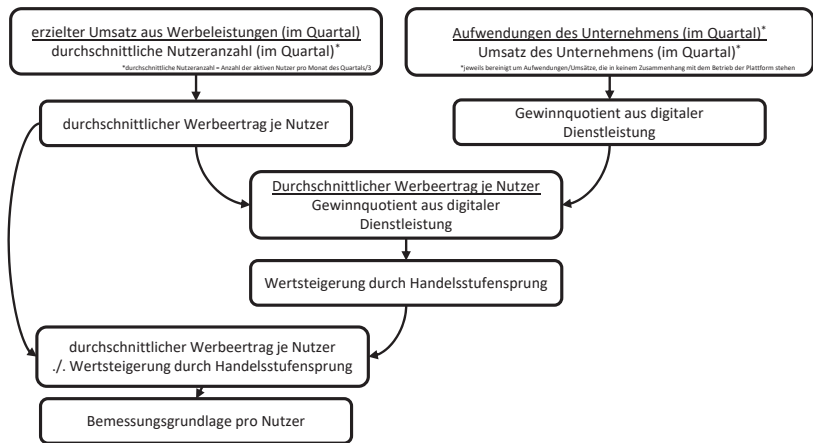 erzielter Umsatz aus Werbeleistungen (im Quartal)
durchschnittliche Nutzeranzahl (im Quartal)*
*durchschnittliche Nutzeranzahl = Anzahl der aktiven Nutzer pro Monat des Quartals/3
Aufwendungen des Unternehmens (im Quartal)*
Umsatz des Unternehmens (im Quartal)*
*jeweils bereinigt um Aufwendungen/Umsätze, die in keinem Zusammenhang mit dem Betrieb der Plattform stehen
durchschnittlicher Werbeertrag je Nutzer
Gewinnquotient aus digitaler
Dienstleistung
Durchschnittlicher Werbeertrag je Nutzer
Gewinnquotient aus digitaler
Dienstleistung
Wertsteigerung durch Handelsstufensprung
durchschnittlicher Werbeertrag je Nutzer
./. Wertsteigerung durch Handelsstufensprung
Bemessungsgrundlage pro Nutzer